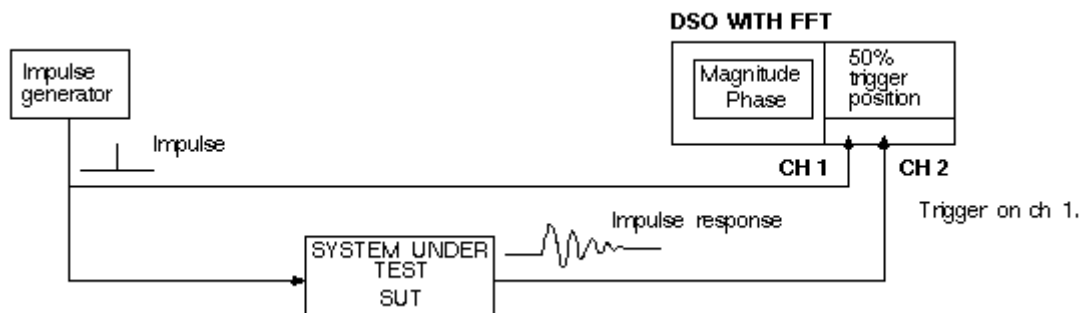 DSO WITH FFT
Impulse
generator
Magnitude
Phase
50%
trigger
position
Impulse
CH 1
CH 2
Trigger on ch 1.
Impulse response
SYSTEM UNDER
TEST
SUT